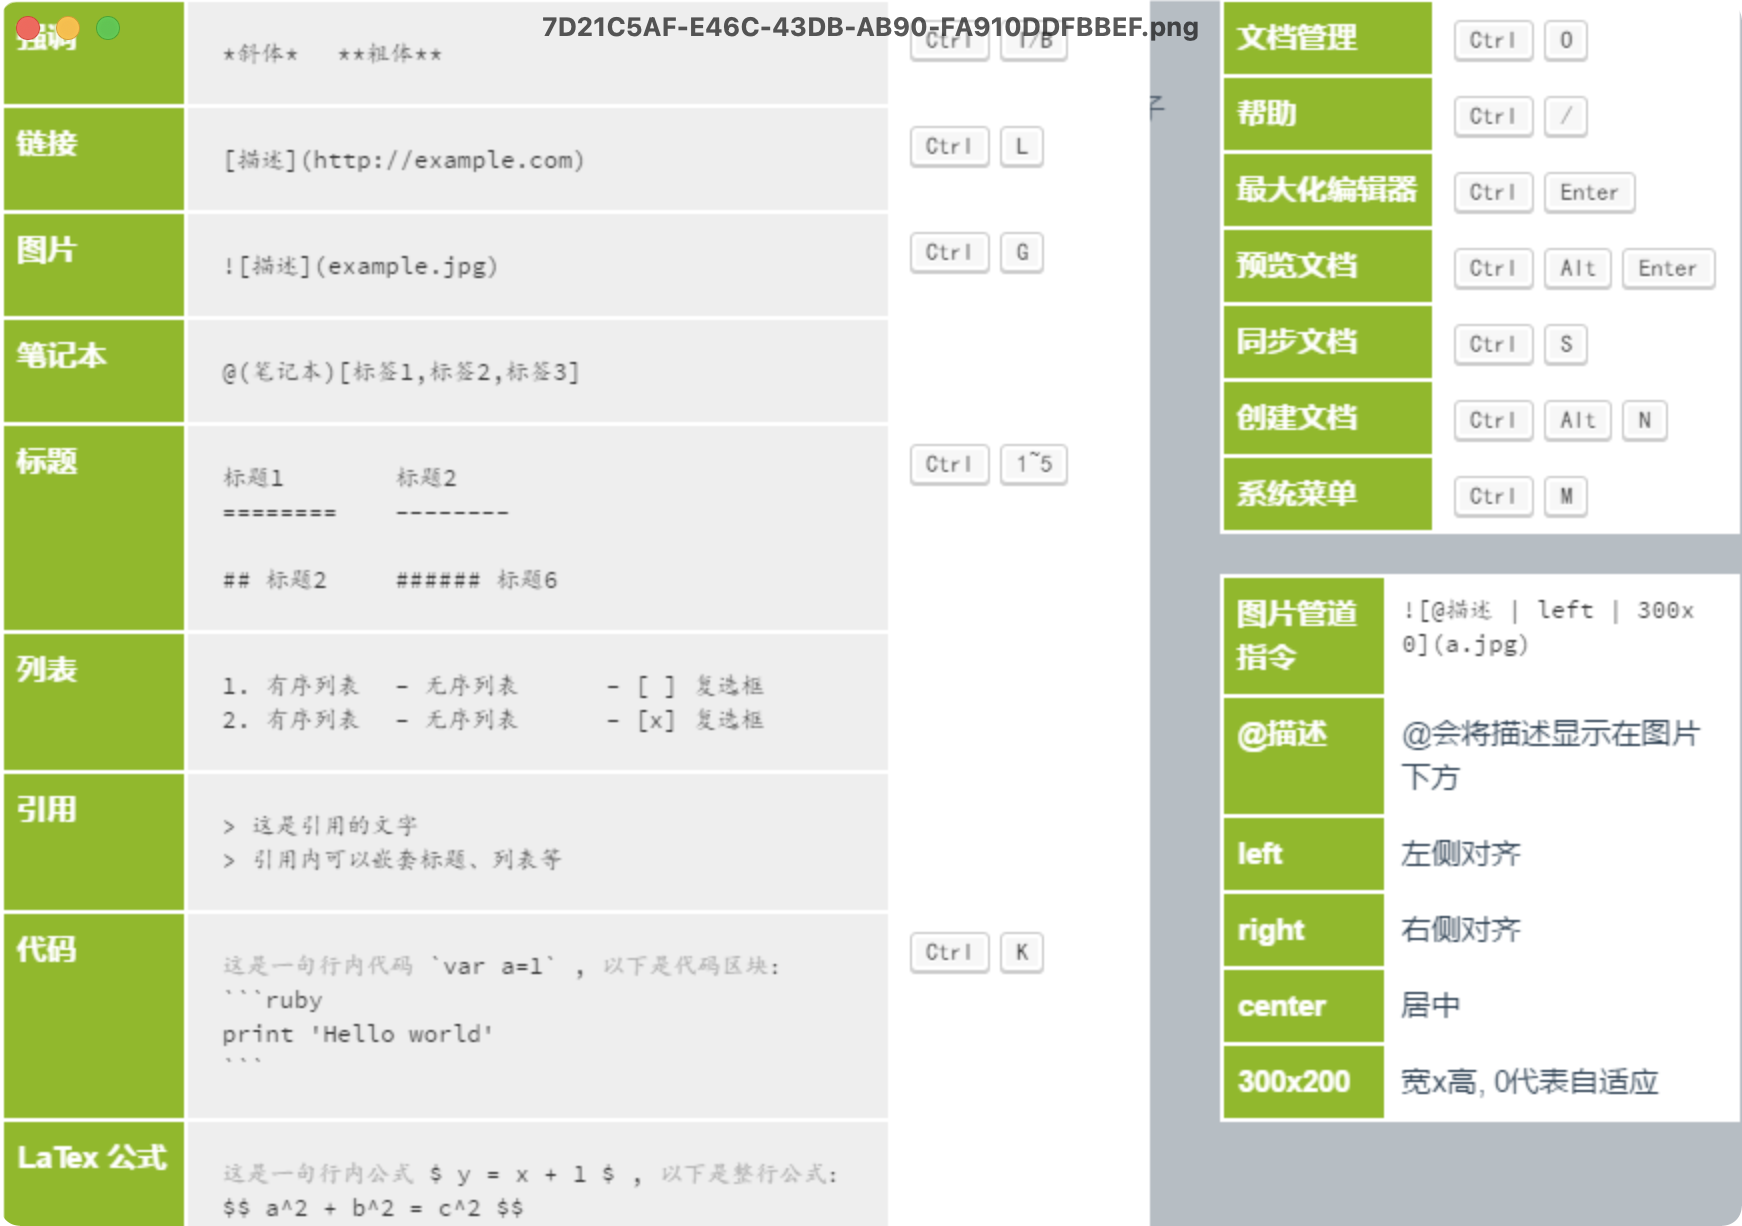 7D21C5AF-E46C-43DB-AB90-FA910DDFBBEF.png
强调
*斜体*   **粗体**
Ctrl I/B
链接
[描述](http://example.com)
Ctrl L
图片
![描述](example.jpg)
Ctrl G
笔记本
@(笔记本)[标签1,标签2,标签3]
标题
标题1        标题2
========    --------
## 标题2     ###### 标题6
Ctrl 1~5
列表
1. 有序列表   - 无序列表      - [ ] 复选框
2. 有序列表   - 无序列表      - [x] 复选框
引用
> 这是引用的文字
> 引用内可以嵌套标题、列表等
代码
这是一句行内代码 `var a=1` , 以下是代码区块:
```ruby
print 'Hello world'
```
Ctrl K
LaTex 公式
这是一句行内公式 $ y = x + 1 $ , 以下是整行公式:
$$ a^2 + b^2 = c^2 $$
文档管理 Ctrl O
帮助 Ctrl /
最大化编辑器 Ctrl Enter
预览文档 Ctrl Alt Enter
同步文档 Ctrl S
创建文档 Ctrl Alt N
系统菜单 Ctrl M
图片管道
指令
![@描述 | left | 300x
0](a.jpg)
@描述
@会将描述显示在图片
下方
left 左侧对齐
right 右侧对齐
center 居中
300x200 宽x高, 0代表自适应